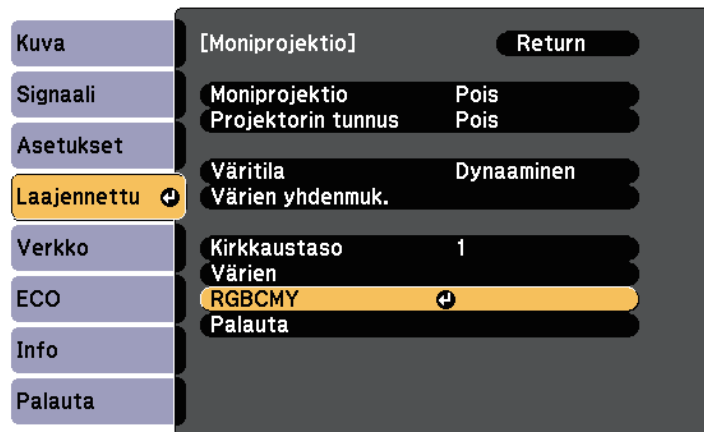 Kuva
Signaali
Asetukset
Laajennettu
Verkko
ECO
Info
Palauta
[Moniprojektio] Return
Moniprojektio Pois
Projektorin tunnus Pois
Väritila Dynaaminen
Värien yhdenmuk.
Kirkkaustaso 1
Värien
RGBCMY
Palauta